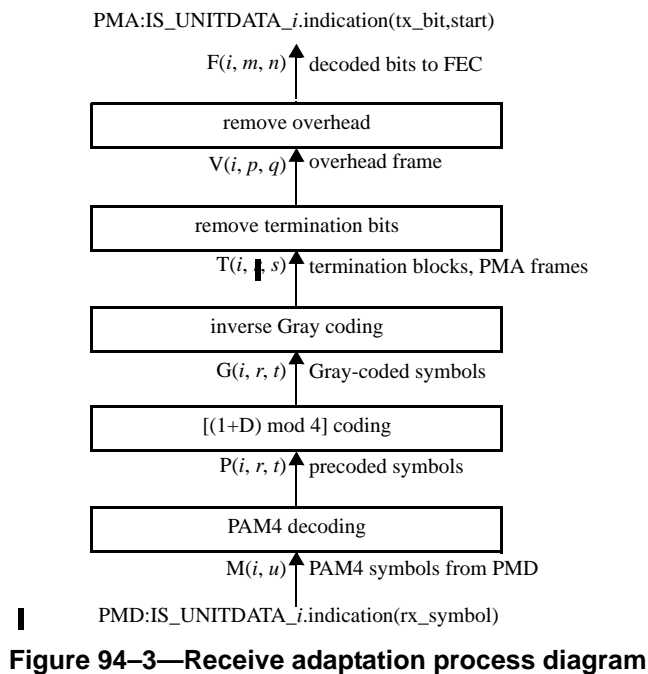 PMA:IS_UNITDATA_i.indication(tx_bit,start)
F(i, m, n) decoded bits to FEC
remove overhead
V(i, p, q) overhead frame
remove termination bits
T(i, , s) termination blocks, PMA frames
inverse Gray coding
G(i, r, t) Gray-coded symbols
[(1+D) mod 4] coding
P(i, r, t) precoded symbols
PAM4 decoding
M(i, u) PAM4 symbols from PMD
PMD:IS_UNITDATA_i.indication(rx_symbol)
Figure 94–3—Receive adaptation process diagram